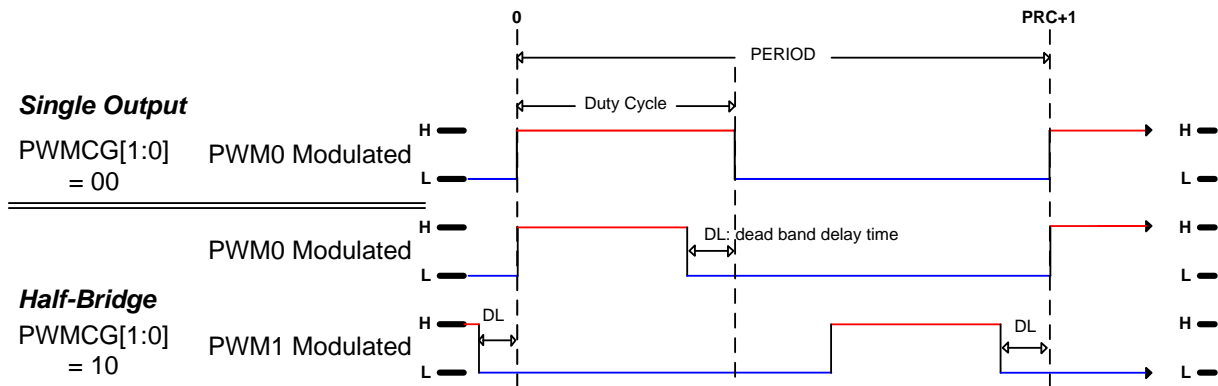 0 PRC+1
PERIOD
Single Output
Duty Cycle
H H
PWMCG[1:0] PWM0 Modulated
= 00
L L
H H
PWM0 Modulated
DL: dead band delay time
L L
Half-Bridge
H DL DL H
PWMCG[1:0] PWM1 Modulated
= 10
L L